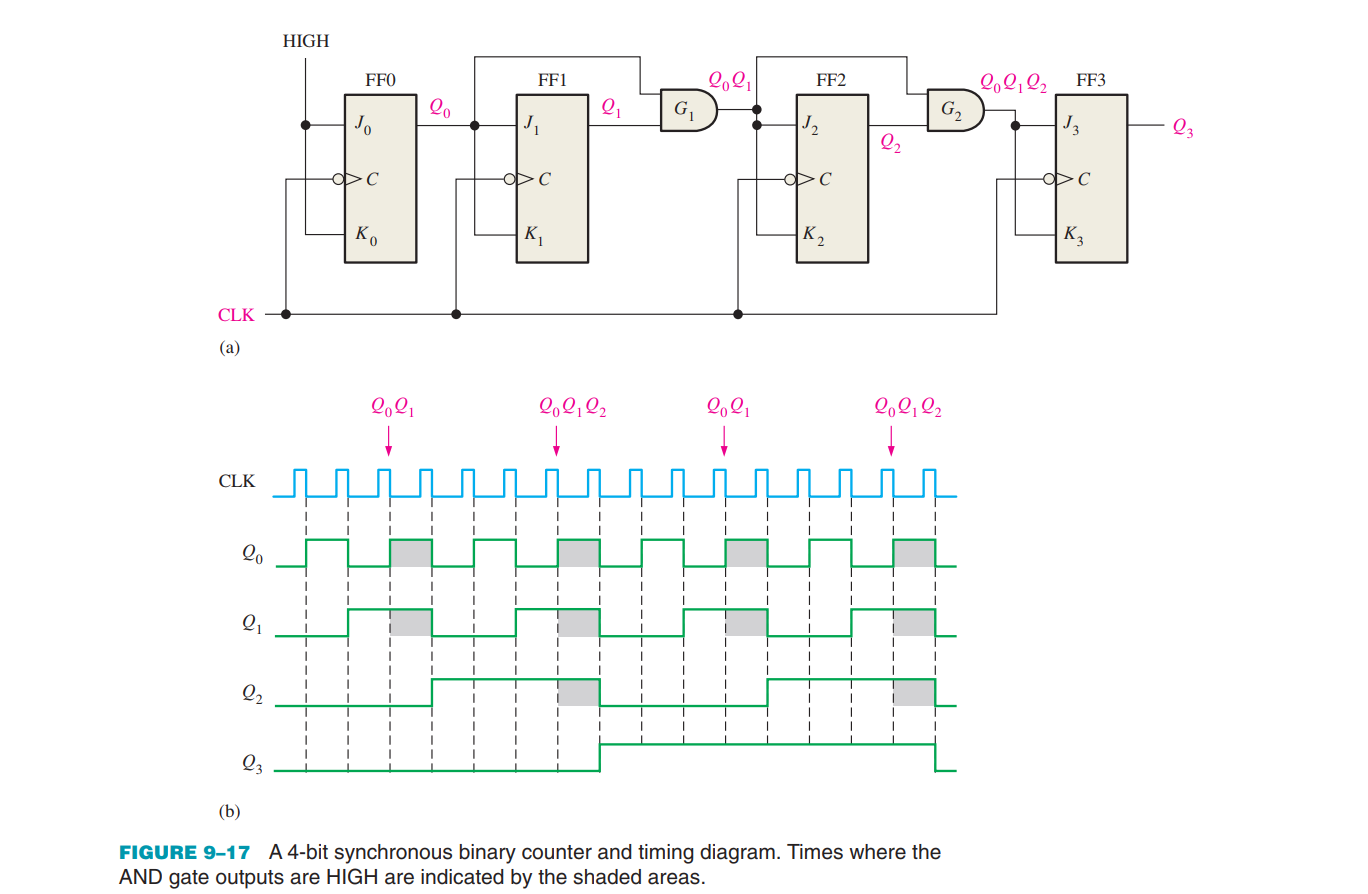 HIGH
FF0 FF1 FF2 FF3
Q0 Q1 Q0Q1 Q0Q1Q2
J0 J1 G1 J2 G2 J3 Q3
Q2
C C C C
K0 K1 K2 K3
CLK
(a)
Q0Q1 Q0Q1Q2 Q0Q1 Q0Q1Q2
CLK
Q0
Q1
Q2
Q3
(b)
FIGURE 9–17 A 4-bit synchronous binary counter and timing diagram. Times where the
AND gate outputs are HIGH are indicated by the shaded areas.